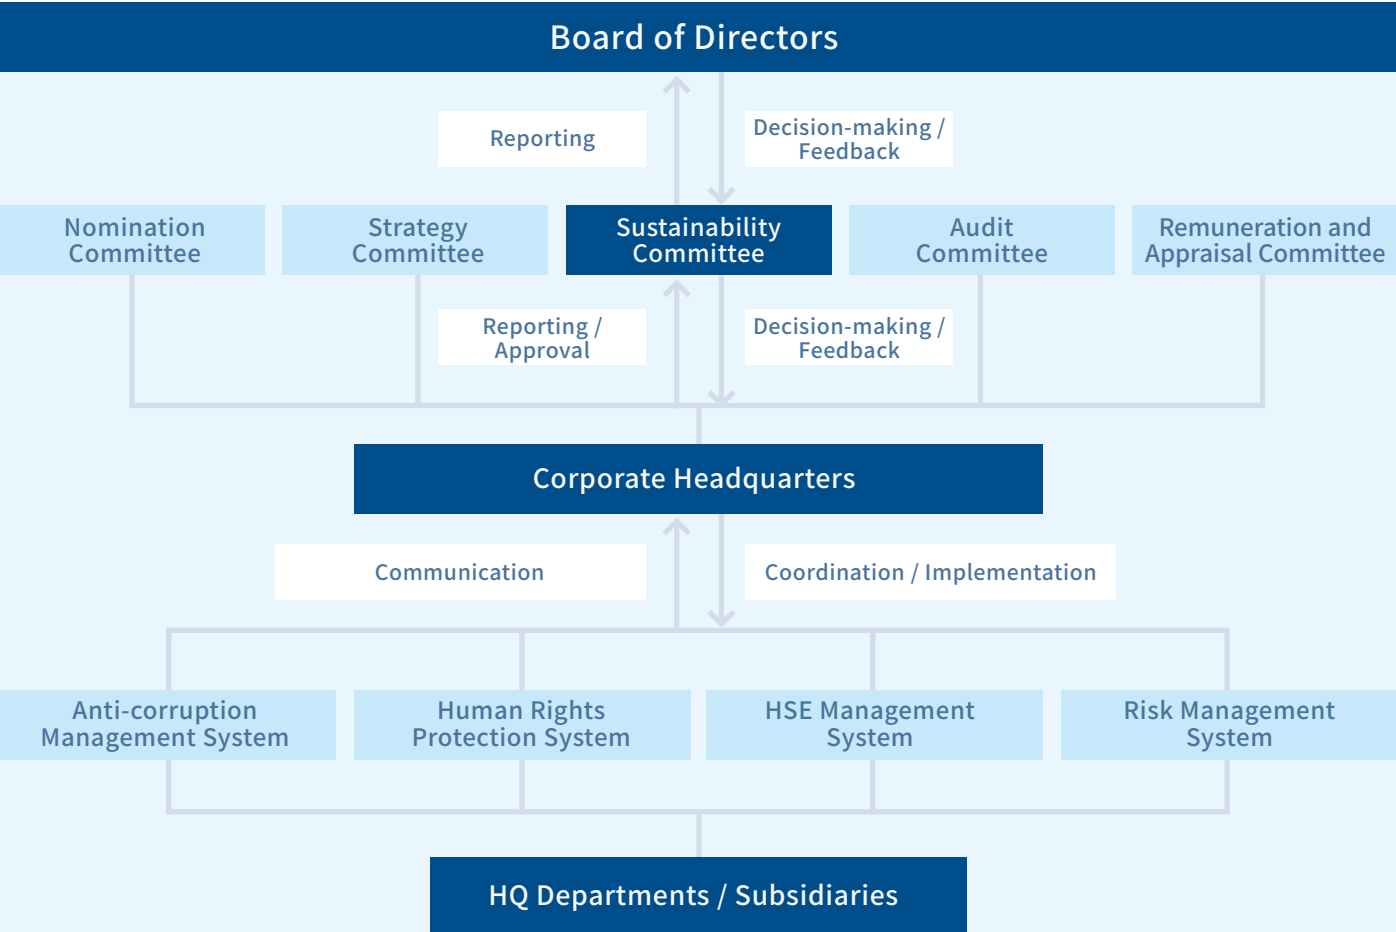 Board of Directors
Reporting
Decision-making /
Feedback
Nomination
Committee
Strategy
Committee
Sustainability
Committee
Audit
Committee
Remuneration and
Appraisal Committee
Reporting /
Approval
Decision-making /
Feedback
Corporate Headquarters
Communication
Coordination / Implementation
Anti-corruption
Management System
Human Rights
Protection System
HSE Management
System
Risk Management
System
HQ Departments / Subsidiaries